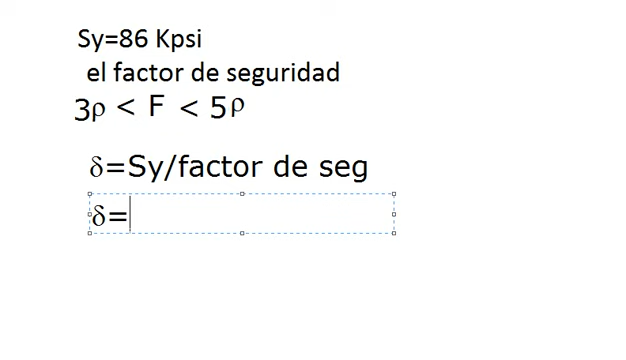 Sy=86 Kpsi
el factor de seguridad
3ρ < F < 5ρ
δ=Sy/factor de seg
δ=